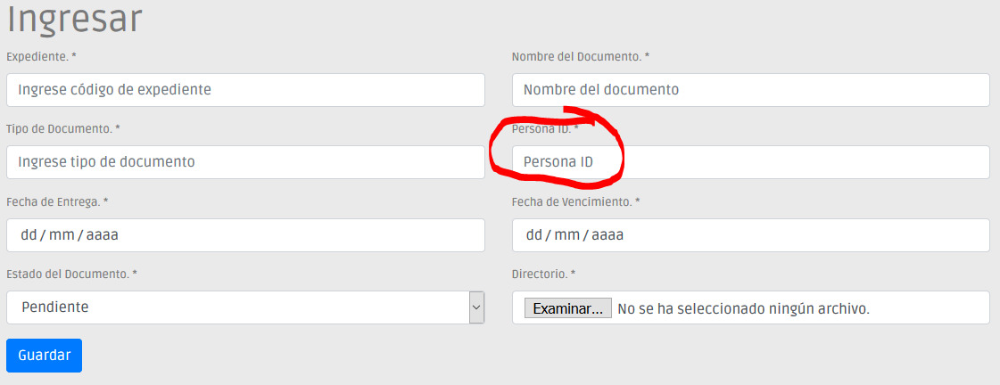 Ingresar
Expediente. *
Nombre del Documento. *
Ingrese código de expediente
Nombre del documento
Tipo de Documento. *
Persona ID. *
Ingrese tipo de documento
Persona ID
Fecha de Entrega. *
Fecha de Vencimiento. *
dd / mm / aaaa
dd / mm / aaaa
Estado del Documento. *
Directorio. *
Pendiente
Examinar... No se ha seleccionado ningún archivo.
Guardar